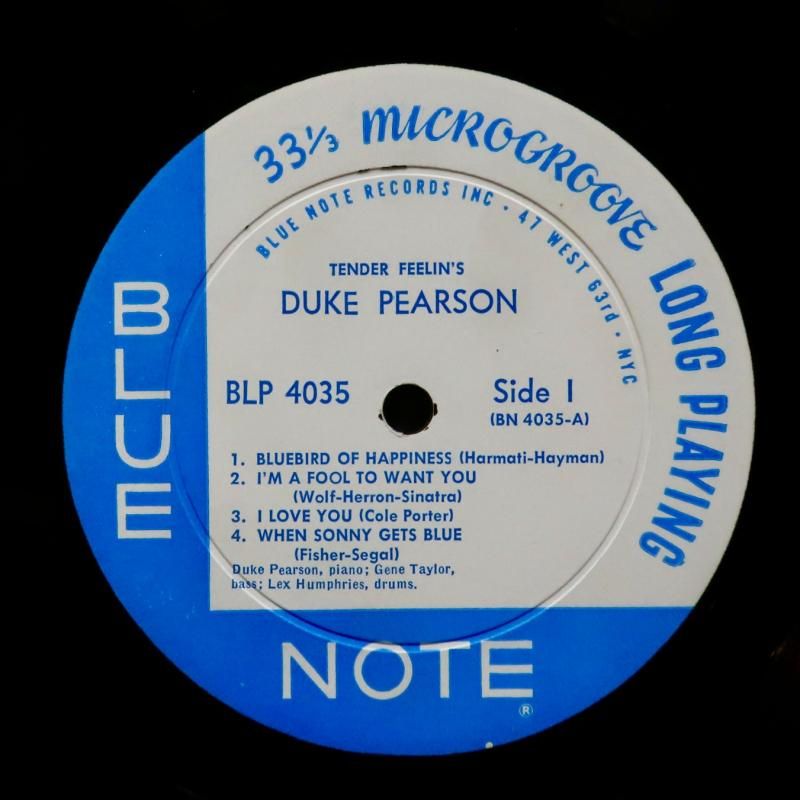 33⅓ MICROGROOVE LONG PLAYING
BLUE NOTE RECORDS INC • 47 WEST 63rd • NYC
TENDER FEELIN'S
DUKE PEARSON
BLP 4035
Side 1
(BN 4035-A)
1. BLUEBIRD OF HAPPINESS (Harmati-Hayman)
2. I'M A FOOL TO WANT YOU
(Wolf-Herron-Sinatra)
3. I LOVE YOU (Cole Porter)
4. WHEN SONNY GETS BLUE
(Fisher-Segal)
Duke Pearson, piano; Gene Taylor,
bass; Lex Humphries, drums.
BLUE
NOTE
®